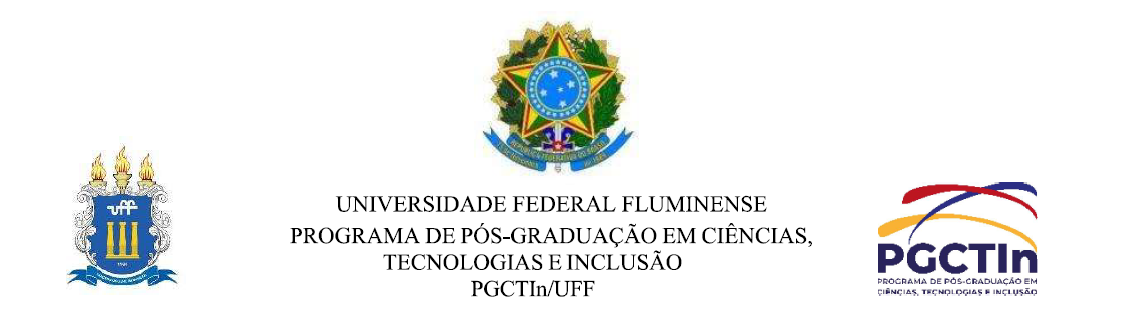 UNIVERSIDADE FEDERAL FLUMINENSE
PROGRAMA DE PÓS-GRADUAÇÃO EM CIÊNCIAS,
TECNOLOGIAS E INCLUSÃO
PGCTIn/UFF
uff
PGCTIn
PROGRAMA DE PÓS-GRADUAÇÃO EM
CIÊNCIAS, TECNOLOGIAS E INCLUSÃO